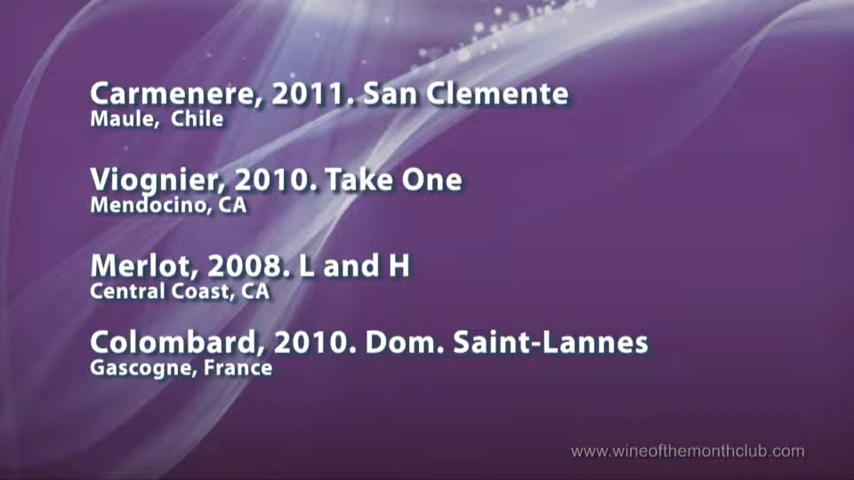 Carmenere, 2011. San Clemente
Maule, Chile
Viognier, 2010. Take One
Mendocino, CA
Merlot, 2008. L and H
Central Coast, CA
Colombard, 2010. Dom. Saint-Lannes
Gascogne, France
www.wineofthemonthclub.com